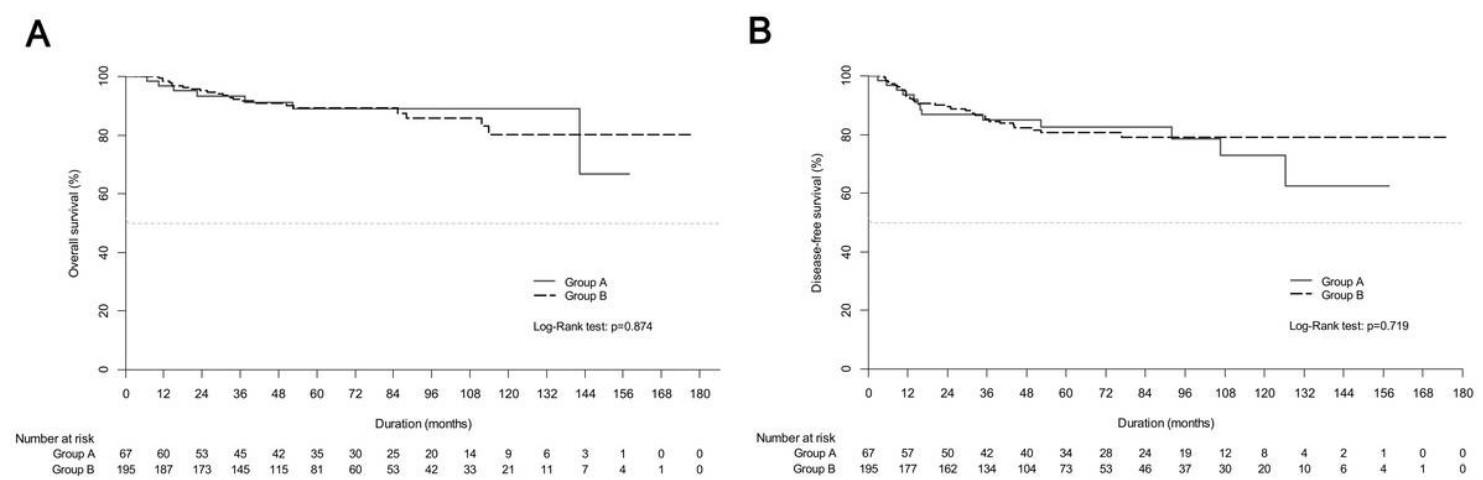 A
100
80
60
40
20
0
Overall survival (%)
Group A
Group B
Log-Rank test: p=0.874
0 12 24 36 48 60 72 84 96 108 120 132 144 156 168 180
Duration (months)
Number at risk
Group A 67 60 53 45 42 35 30 25 20 14 9 6 3 1 0 0
Group B 195 187 173 145 115 81 60 53 42 33 21 11 7 4 1 0
B
100
80
60
40
20
0
Disease-free survival (%)
Group A
Group B
Log-Rank test: p=0.719
0 12 24 36 48 60 72 84 96 108 120 132 144 156 168 180
Duration (months)
Number at risk
Group A 67 57 50 42 40 34 28 24 19 12 8 4 2 1 0 0
Group B 195 177 162 134 104 73 53 46 37 30 20 10 6 4 1 0